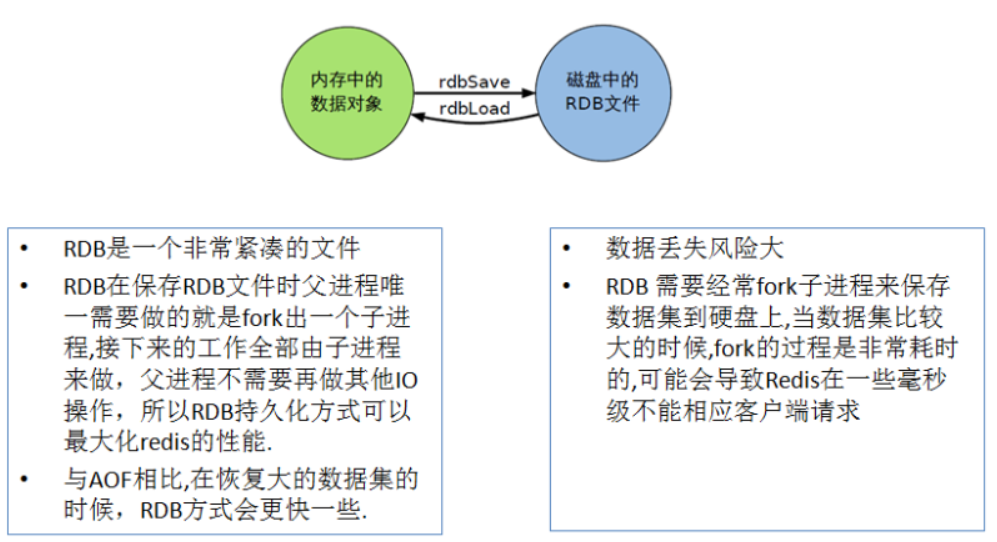 内存中的
数据对象
rdbSave
rdbLoad
磁盘中的
RDB文件
• RDB是一个非常紧凑的文件
• RDB在保存RDB文件时父进程唯
一需要做的就是fork出一个子进
程,接下来的工作全部由子进程
来做，父进程不需要再做其他IO
操作，所以RDB持久化方式可以
最大化redis的性能.
• 与AOF相比,在恢复大的数据集的
时候，RDB方式会更快一些.
• 数据丢失风险大
• RDB 需要经常fork子进程来保存
数据集到硬盘上,当数据集比较
大的时候,fork的过程是非常耗时
的,可能会导致Redis在一些毫秒
级不能相应客户端请求